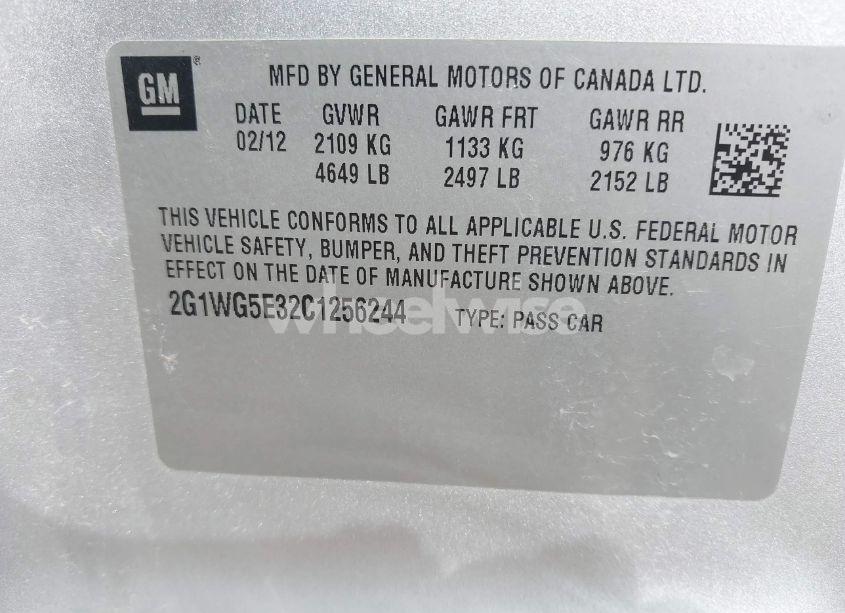 GM® MFD BY GENERAL MOTORS OF CANADA LTD.
DATE GVWR GAWR FRT GAWR RR
02/12 2109 KG 1133 KG 976 KG
4649 LB 2497 LB 2152 LB
THIS VEHICLE CONFORMS TO ALL APPLICABLE U.S. FEDERAL MOTOR
VEHICLE SAFETY, BUMPER, AND THEFT PREVENTION STANDARDS IN
EFFECT ON THE DATE OF MANUFACTURE SHOWN ABOVE.
2G1WG5E32C1256244 TYPE: PASS CAR
wheelwise